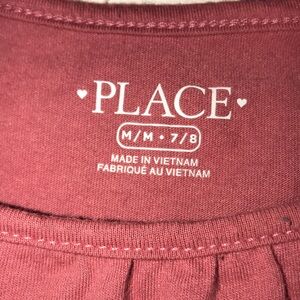 PLACE
M/M • 7/8
MADE IN VIETNAM
FABRIQUÉ AU VIETNAM